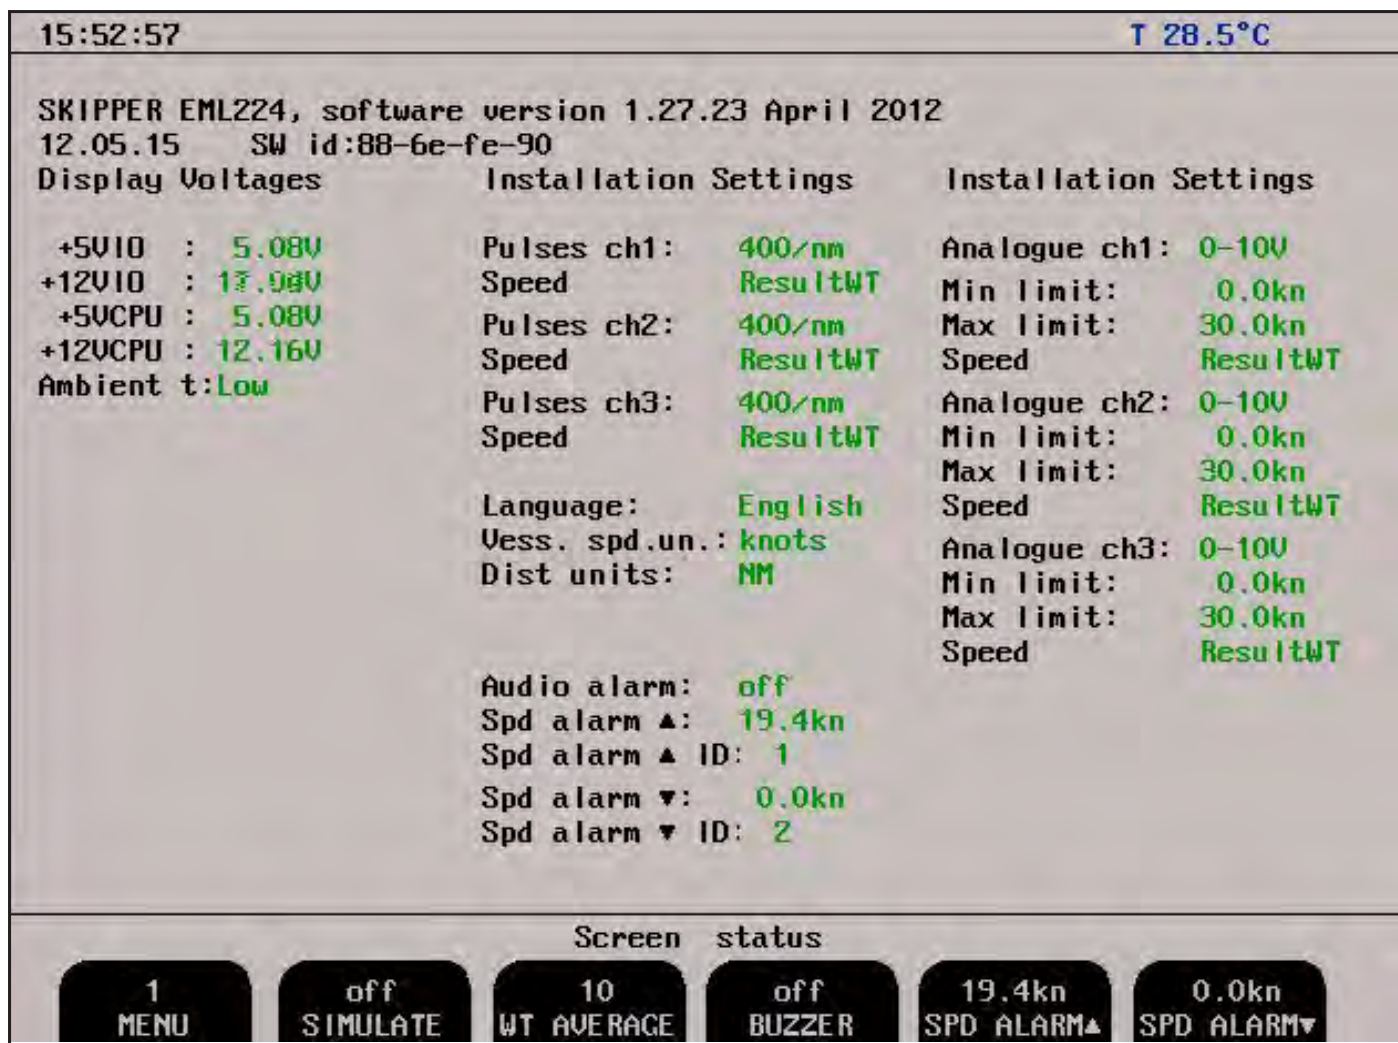 15:52:57
T 28.5°C
SKIPPER EML224, software version 1.27.23 April 2012
12.05.15 SW id:88-6e-fe-90
Display Voltages
+5VIO : 5.08V
+12VIO :
+5VCPU : 5.08V
+12VCPU : 12.16V
Ambient t:Low
Installation Settings
Pulses ch1: 400/nm
Speed ResultWT
Pulses ch2: 400/nm
Speed ResultWT
Pulses ch3: 400/nm
Speed ResultWT
Language: English
Vess. spd.un.: knots
Dist units: NM
Audio alarm: off
Spd alarm ▲: 19.4kn
Spd alarm ▲ ID: 1
Spd alarm ▼: 0.0kn
Spd alarm ▼ ID: 2
Installation Settings
Analogue ch1: 0-10V
Min limit: 0.0kn
Max limit: 30.0kn
Speed ResultWT
Analogue ch2: 0-10V
Min limit: 0.0kn
Max limit: 30.0kn
Speed ResultWT
Analogue ch3: 0-10V
Min limit: 0.0kn
Max limit: 30.0kn
Speed ResultWT
Screen status
1
MENU
off
SIMULATE
10
WT AVERAGE
off
BUZZER
19.4kn
SPD ALARM▲
0.0kn
SPD ALARM▼